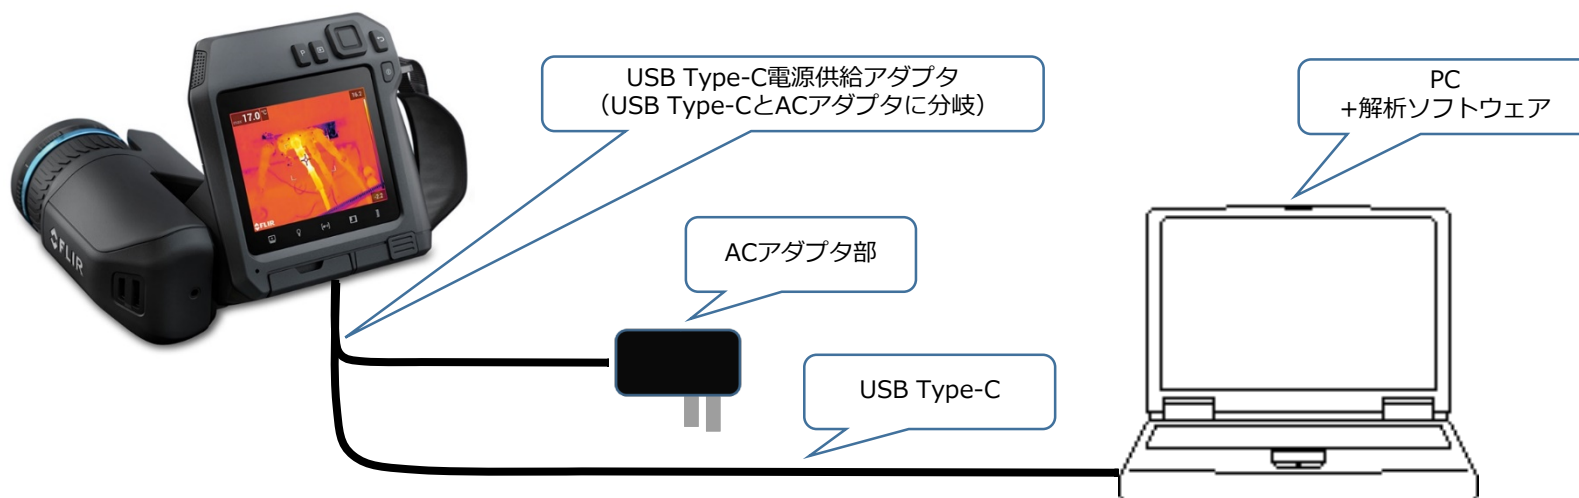 USB Type-C電源供給アダプタ
（USB Type-CとACアダプタに分岐）
PC
+解析ソフトウェア
ACアダプタ部
USB Type-C
17.0
FLIR
FLIR